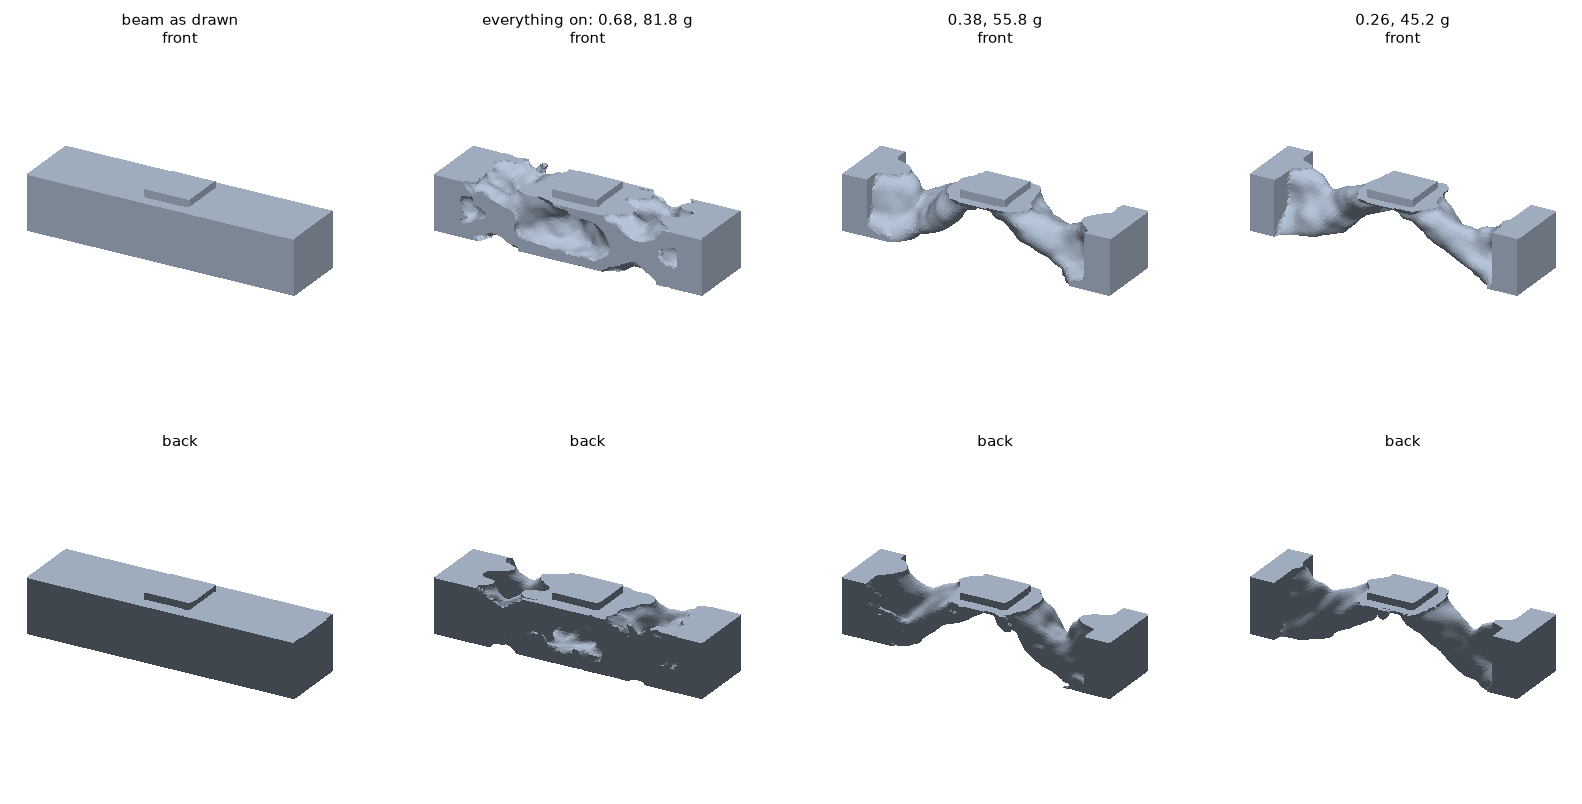 beam as drawn
front
everything on: 0.68, 81.8 g
front
0.38, 55.8 g
front
0.26, 45.2 g
front
back
back
back
back